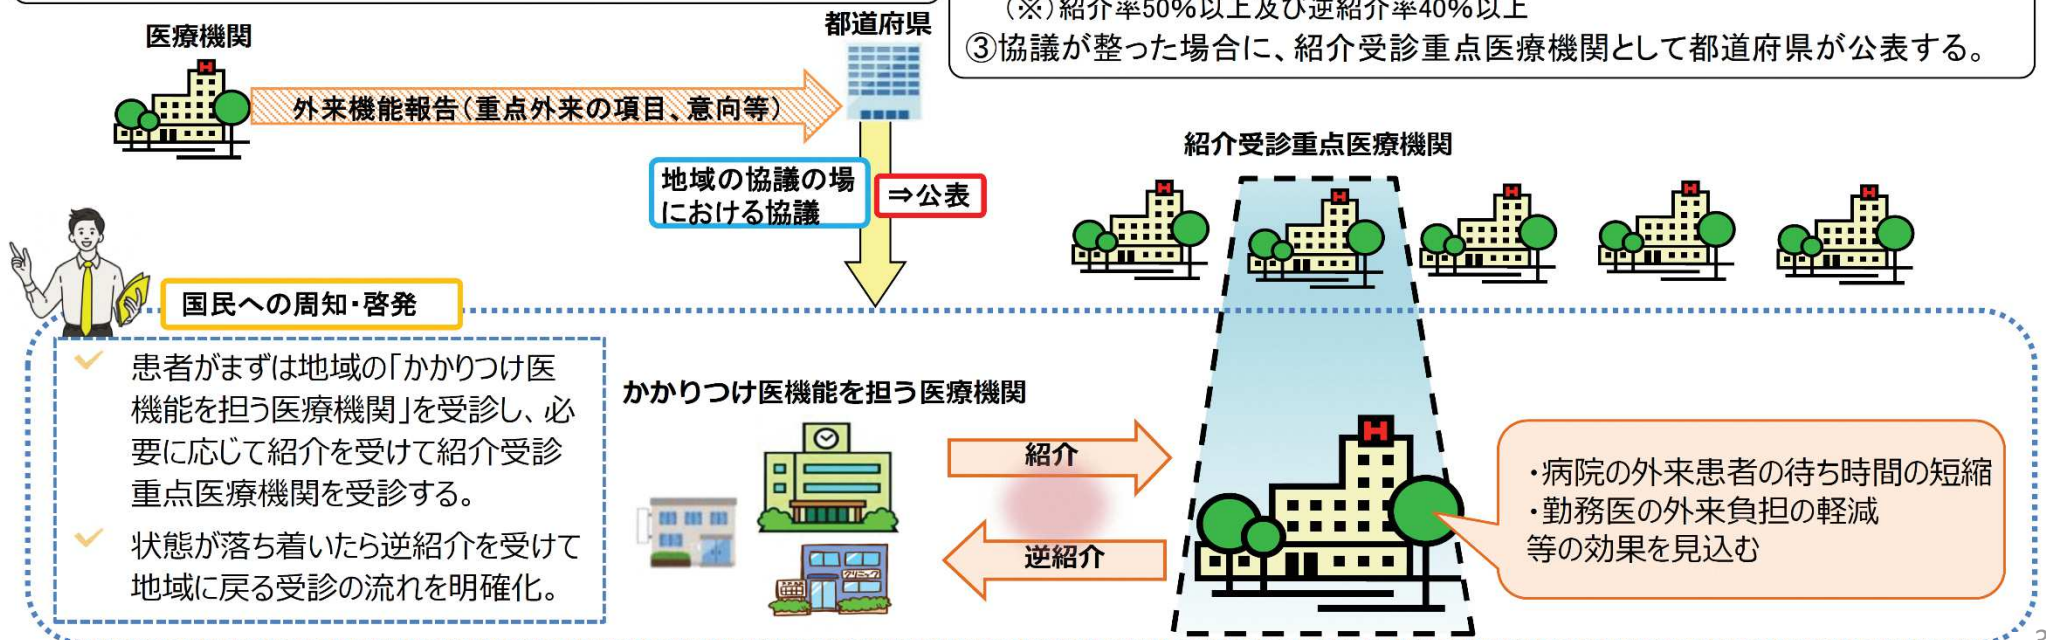 (※)紹介率50%以上及び逆紹介率40%以上
③協議が整った場合に、紹介受診重点医療機関として都道府県が公表する。
医療機関
都道府県
外来機能報告(重点外来の項目、意向等)
地域の協議の場
における協議
⇒公表
紹介受診重点医療機関
H
H
H
H
H
H
国民への周知・啓発
患者がまずは地域の「かかりつけ医
機能を担う医療機関」を受診し、必
要に応じて紹介を受けて紹介受診
重点医療機関を受診する。
状態が落ち着いたら逆紹介を受けて
地域に戻る受診の流れを明確化。
かかりつけ医機能を担う医療機関
クリニック
紹介
逆紹介
H
・病院の外来患者の待ち時間の短縮
・勤務医の外来負担の軽減
等の効果を見込む